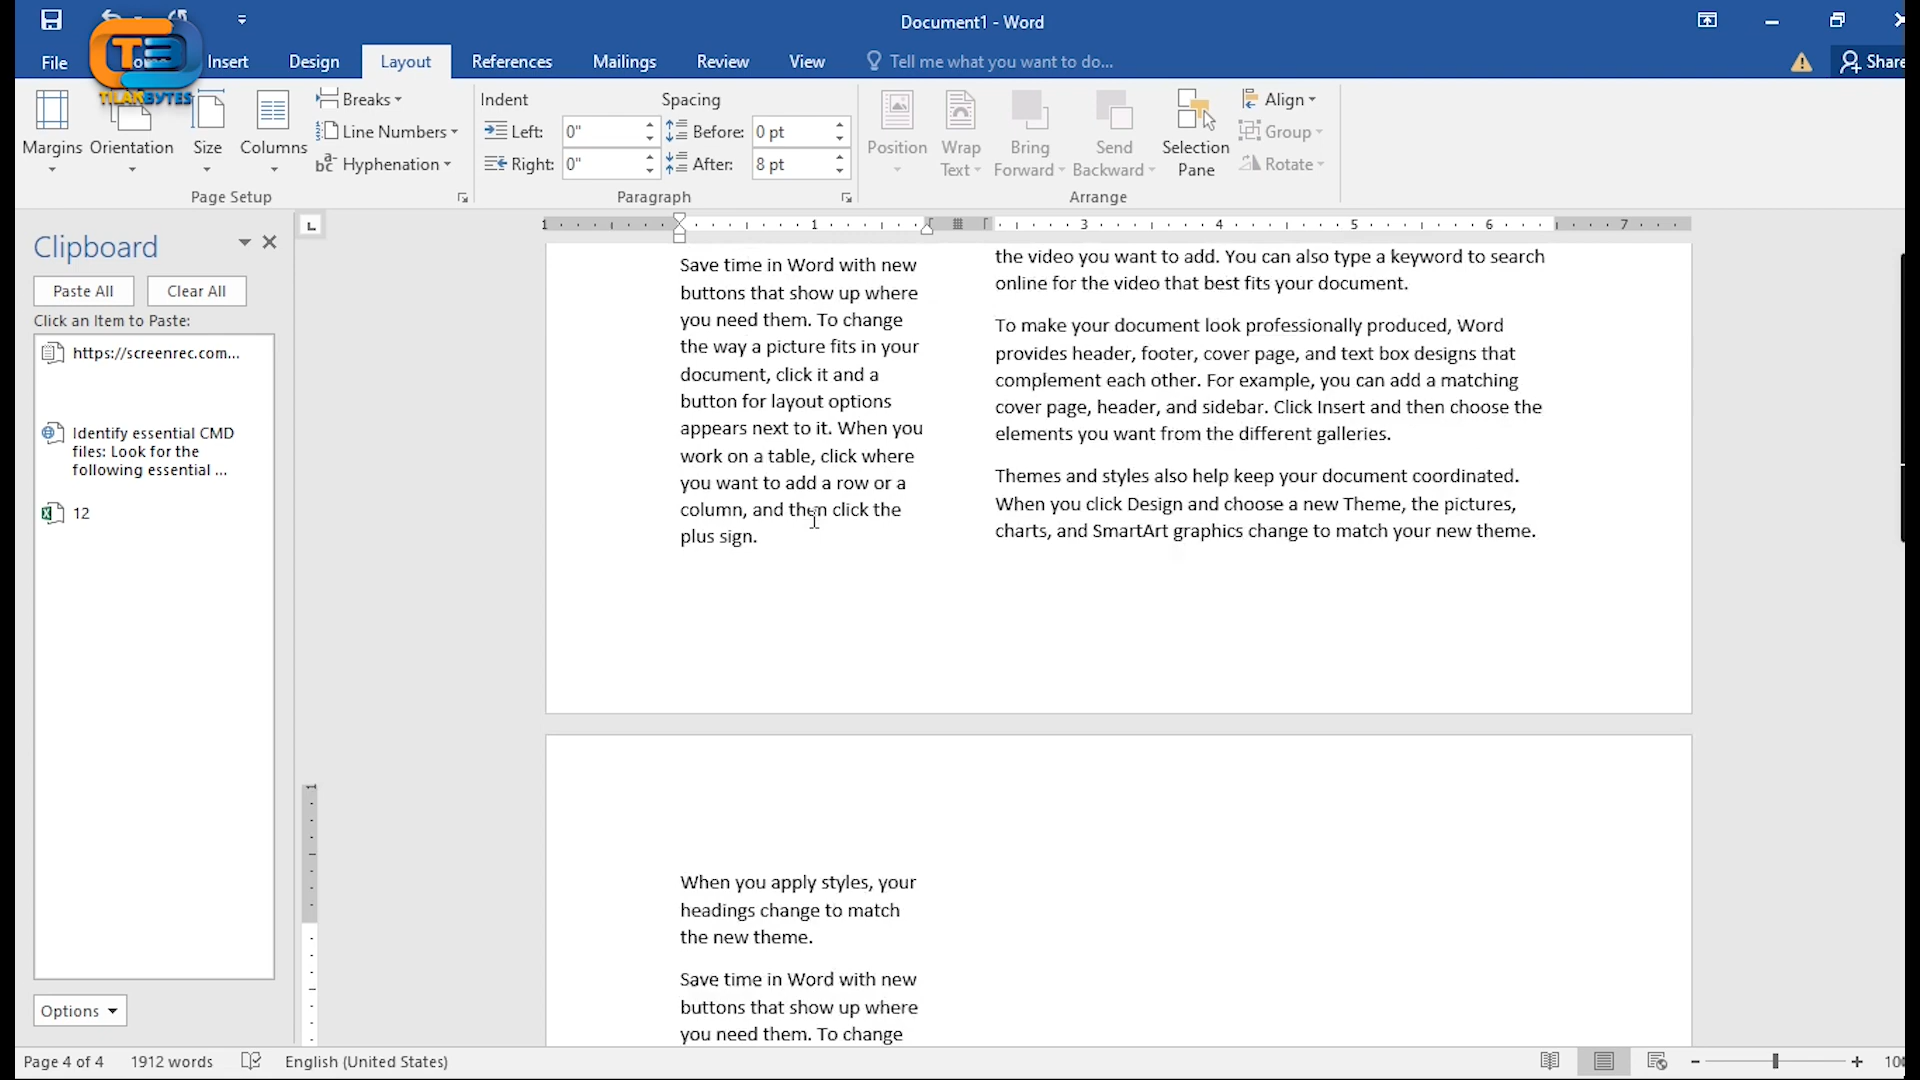 Document1 - Word
File
Insert
Design
Layout
References
Mailings
Review
View
Tell me what you want to do...
Share
TILAKBYTES
Margins
Orientation
Size
Columns
Breaks
Line Numbers
Hyphenation
Page Setup
Indent
Left: 0"
Right: 0"
Spacing
Before: 0 pt
After: 8 pt
Paragraph
Position
Wrap
Text
Bring
Forward
Send
Backward
Selection
Pane
Align
Group
Rotate
Arrange
Clipboard
Paste All
Clear All
Click an Item to Paste:
https://screenrec.com...
Identify essential CMD
files: Look for the
following essential ...
12
Options
1 1 3 4 5 6 7
Save time in Word with new
buttons that show up where
you need them. To change
the way a picture fits in your
document, click it and a
button for layout options
appears next to it. When you
work on a table, click where
you want to add a row or a
column, and then click the
plus sign.
the video you want to add. You can also type a keyword to search
online for the video that best fits your document.
To make your document look professionally produced, Word
provides header, footer, cover page, and text box designs that
complement each other. For example, you can add a matching
cover page, header, and sidebar. Click Insert and then choose the
elements you want from the different galleries.
Themes and styles also help keep your document coordinated.
When you click Design and choose a new Theme, the pictures,
charts, and SmartArt graphics change to match your new theme.
When you apply styles, your
headings change to match
the new theme.
Save time in Word with new
buttons that show up where
you need them. To change
Page 4 of 4
1912 words
English (United States)